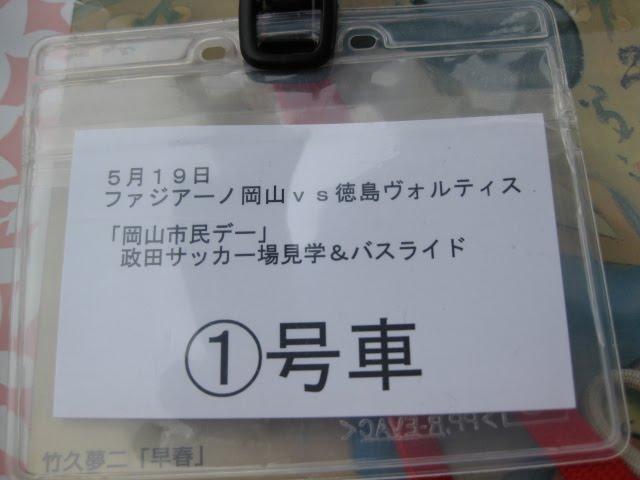 5月19日
ファジアーノ岡山vs徳島ヴォルティス
「岡山市民デー」
政田サッカー場見学&バスライド
①号車
>PP,R-EVAC<
竹久夢二「早春」